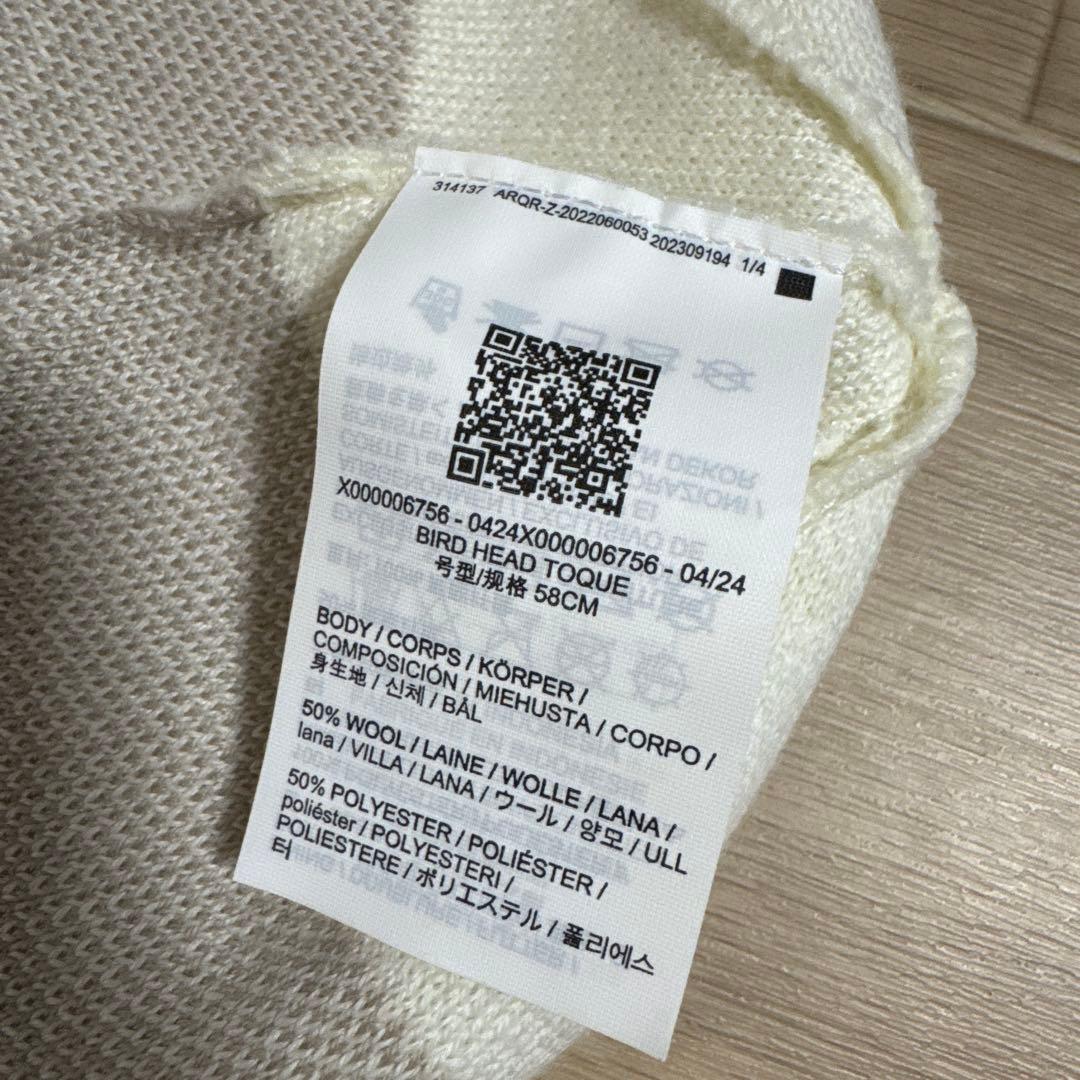 314137 ARQR-Z-2022060053 202309194 1/4
X000006756 - 0424X000006756 - 04/24
BIRD HEAD TOQUE
号型/规格 58CM
BODY / CORPS / KÖRPER /
COMPOSICIÓN / MIEHUSTA / CORPO /
身生地 / 신체 / BÅL
50% WOOL / LAINE / WOLLE / LANA /
lana / VILLA / LANA / ウール / 양모 / ULL
50% POLYESTER / POLIÉSTER /
poliéster / POLYESTERI /
POLIESTERE / ポリエステル / 폴리에스
터